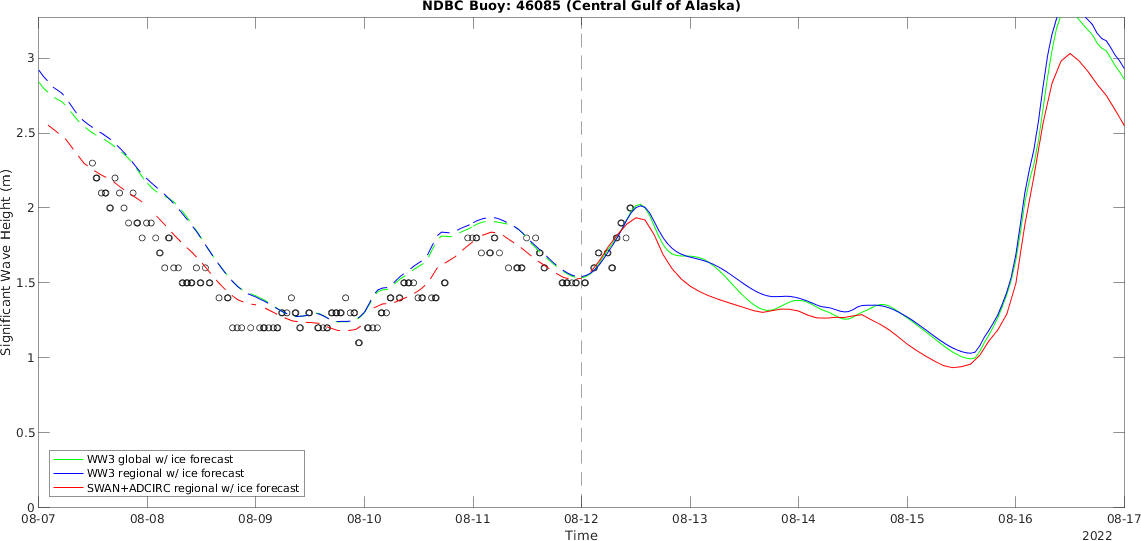 NDBC Buoy: 46085 (Central Gulf of Alaska)
Significant Wave Height (m)
3
2.5
2
1.5
1
0.5
0
WW3 global w/ ice forecast
WW3 regional w/ ice forecast
SWAN+ADCIRC regional w/ ice forecast
08-07 08-08 08-09 08-10 08-11 08-12 08-13 08-14 08-15 08-16 08-17
Time
2022